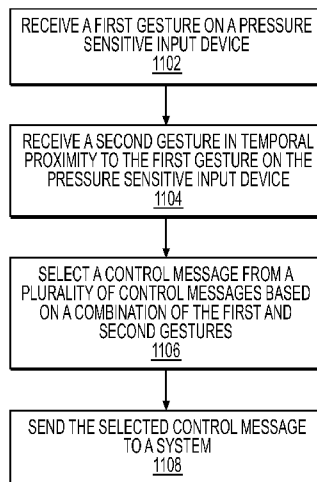 RECEIVE A FIRST GESTURE ON A PRESSURE
SENSITIVE INPUT DEVICE
1102
RECEIVE A SECOND GESTURE IN TEMPORAL
PROXIMITY TO THE FIRST GESTURE ON THE
PRESSURE SENSITIVE INPUT DEVICE
1104
SELECT A CONTROL MESSAGE FROM A
PLURALITY OF CONTROL MESSAGES BASED
ON A COMBINATION OF THE FIRST AND
SECOND GESTURES
1106
SEND THE SELECTED CONTROL MESSAGE
TO A SYSTEM
1108